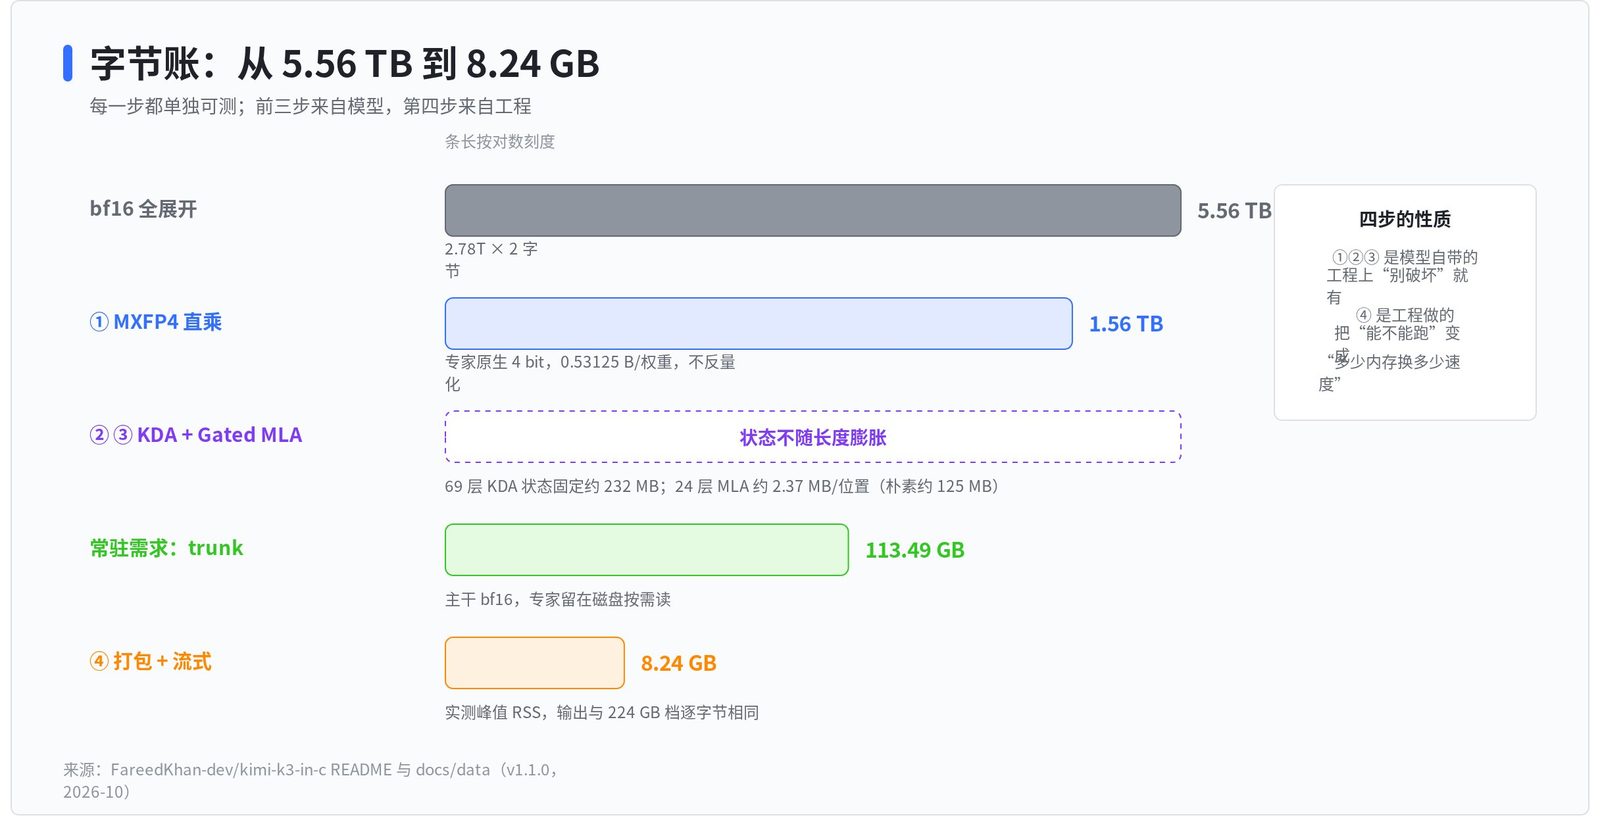 字节账：从 5.56 TB 到 8.24 GB
每一步都单独可测；前三步来自模型，第四步来自工程
条长按对数刻度
bf16 全展开
5.56 TB
2.78T × 2 字
节
① MXFP4 直乘
1.56 TB
专家原生 4 bit，0.53125 B/权重，不反量
化
② ③ KDA + Gated MLA
状态不随长度膨胀
69 层 KDA 状态固定约 232 MB；24 层 MLA 约 2.37 MB/位置（朴素约 125 MB）
常驻需求：trunk
113.49 GB
主干 bf16，专家留在磁盘按需读
④ 打包 + 流式
8.24 GB
实测峰值 RSS，输出与 224 GB 档逐字节相同
四步的性质
①②③ 是模型自带的
工程上“别破坏”就
有
④ 是工程做的
把“能不能跑”变
成
“多少内存换多少速
度”
来源：FareedKhan-dev/kimi-k3-in-c README 与 docs/data（v1.1.0，
2026-10）